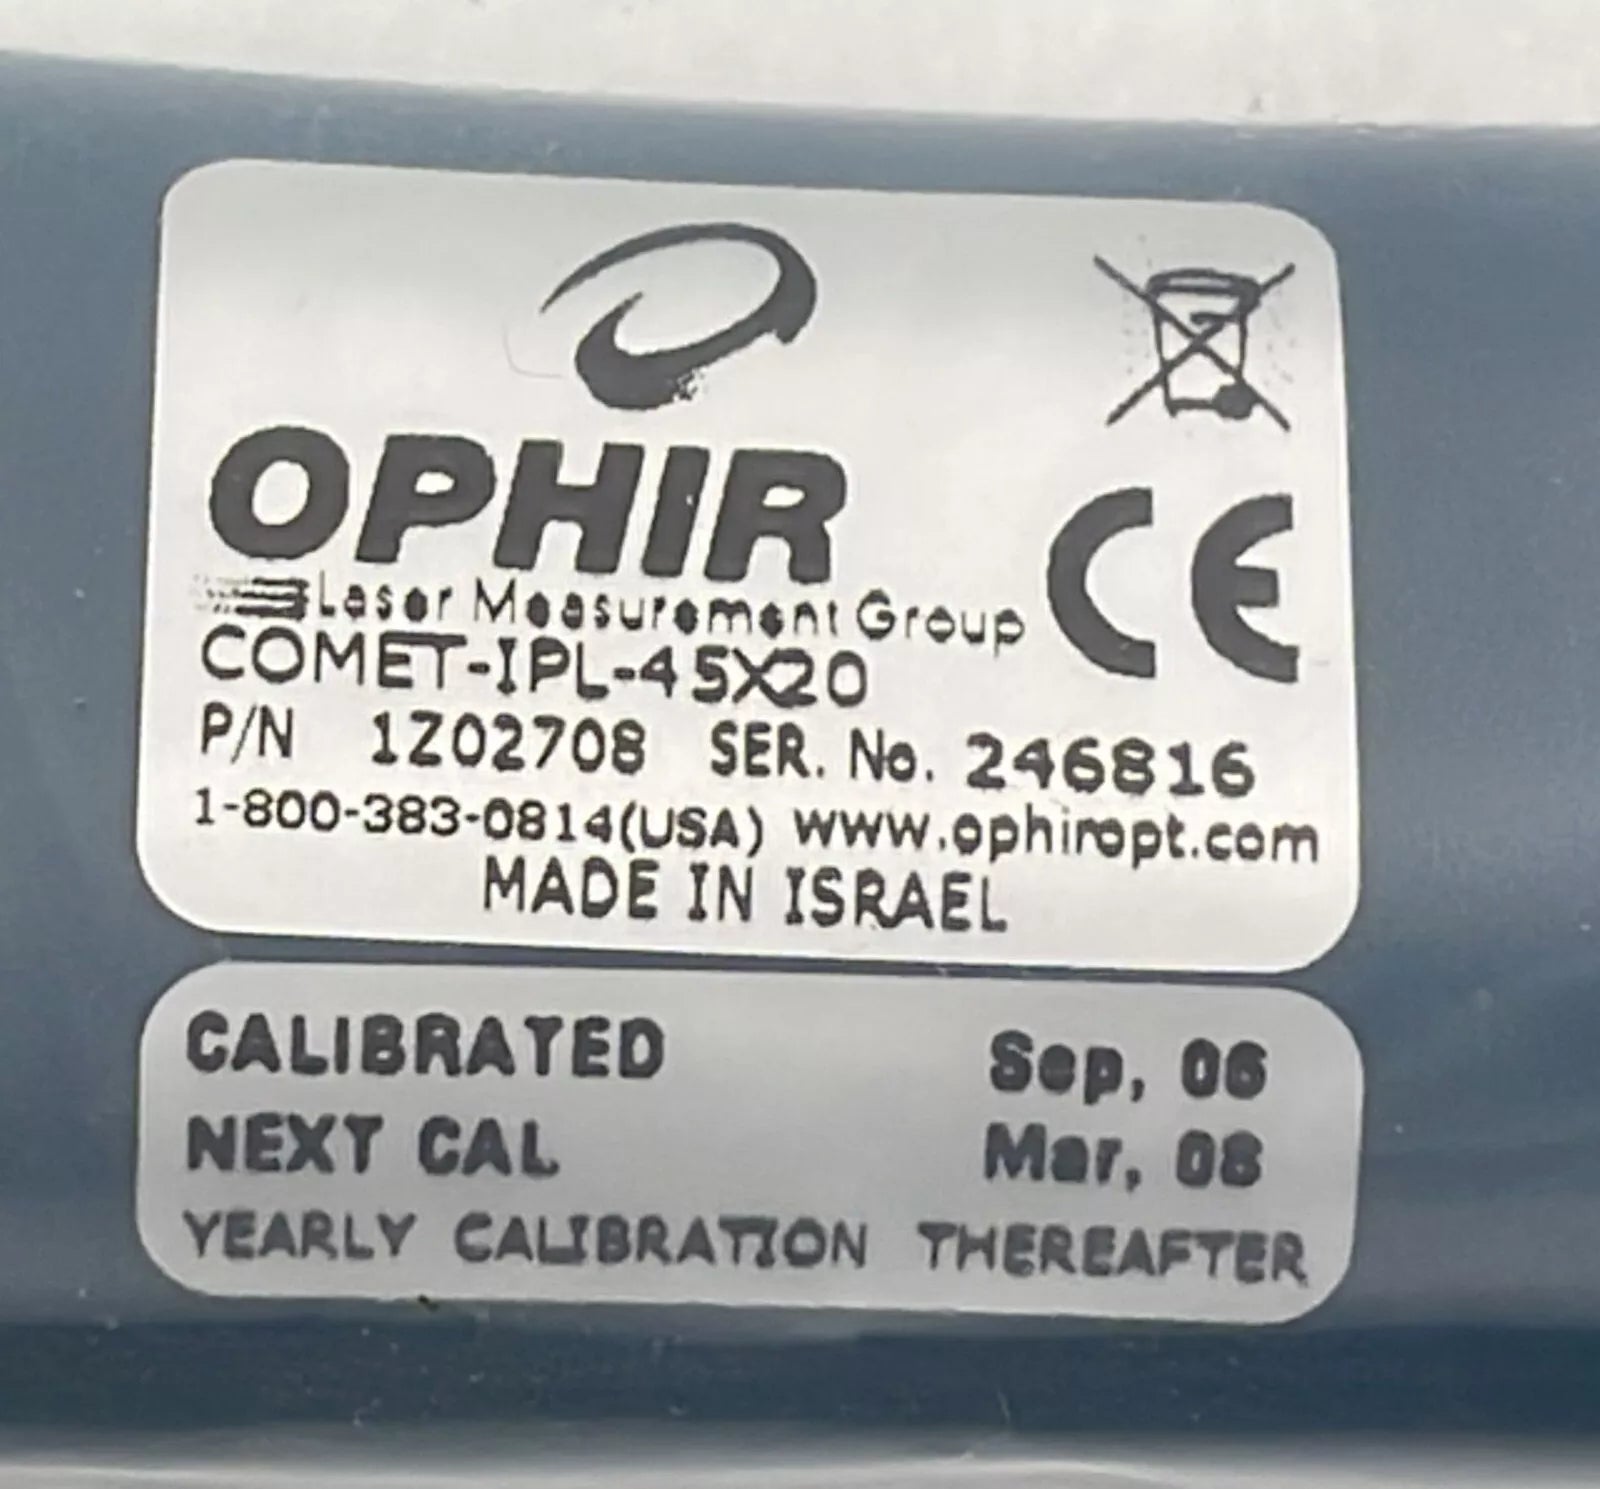 OPHIR
Laser Measurement Group
CE
COMET-IPL-45X20
P/N 1Z02708 SER. No. 246816
1-800-383-0814(USA) www.ophiropt.com
MADE IN ISRAEL
CALIBRATED Sep, 06
NEXT CAL Mar, 08
YEARLY CALIBRATION THEREAFTER